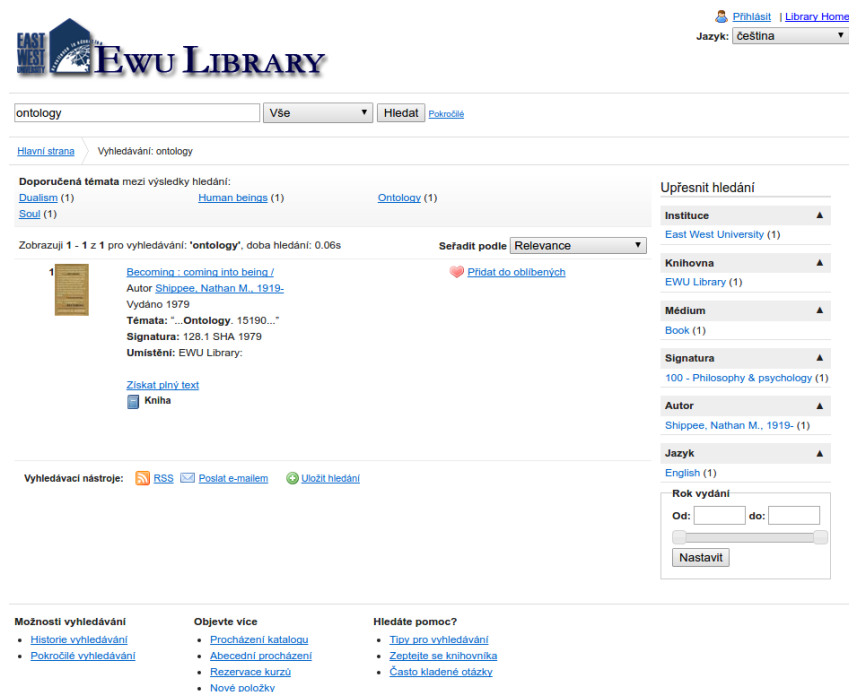 Přihlásit | Library Home
Jazyk: čeština
EAST WEST UNIVERSITY
EWU LIBRARY
ontology Vše Hledat Pokročilé
Hlavní strana Vyhledávání: ontology
Doporučená témata mezi výsledky hledání:
Dualism (1) Human beings (1) Ontology (1)
Soul (1)
Zobrazuji 1 - 1 z 1 pro vyhledávání: 'ontology', doba hledání: 0.06s
Seřadit podle Relevance
1
Becoming : coming into being /
Přidat do oblíbených
Autor Shippee, Nathan M., 1919-
Vydáno 1979
Témata: “...Ontology. 15190...”
Signatura: 128.1 SHA 1979
Umístění: EWU Library:
Získat plný text
Kniha
Vyhledávací nástroje: RSS Poslat e-mailem Uložit hledání
Upřesnit hledání
Instituce
East West University (1)
Knihovna
EWU Library (1)
Médium
Book (1)
Signatura
100 - Philosophy & psychology (1)
Autor
Shippee, Nathan M., 1919- (1)
Jazyk
English (1)
Rok vydání
Od: do:
Nastavit
Možnosti vyhledávání
Historie vyhledávání
Pokročilé vyhledávání
Objevte více
Procházení katalogu
Abecední procházení
Rezervace kurzů
Nové položky
Hledáte pomoc?
Tipy pro vyhledávání
Zeptejte se knihovníka
Často kladené otázky